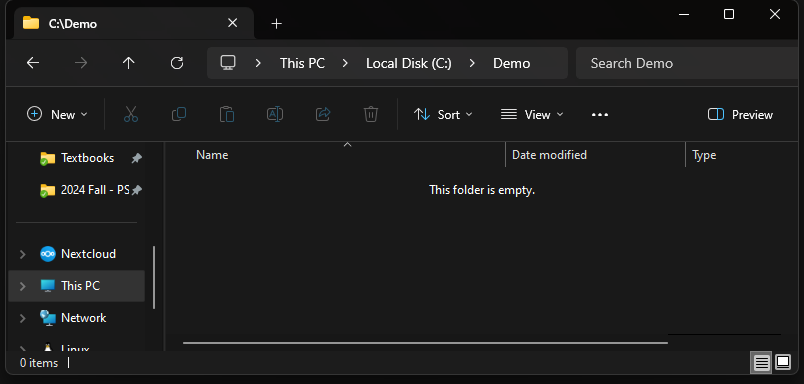 C:\Demo
This PC > Local Disk (C:) > Demo
Search Demo
New
Sort
View
Preview
Name
Date modified
Type
This folder is empty.
Textbooks
2024 Fall - PS
Nextcloud
This PC
Network
Linux
0 items